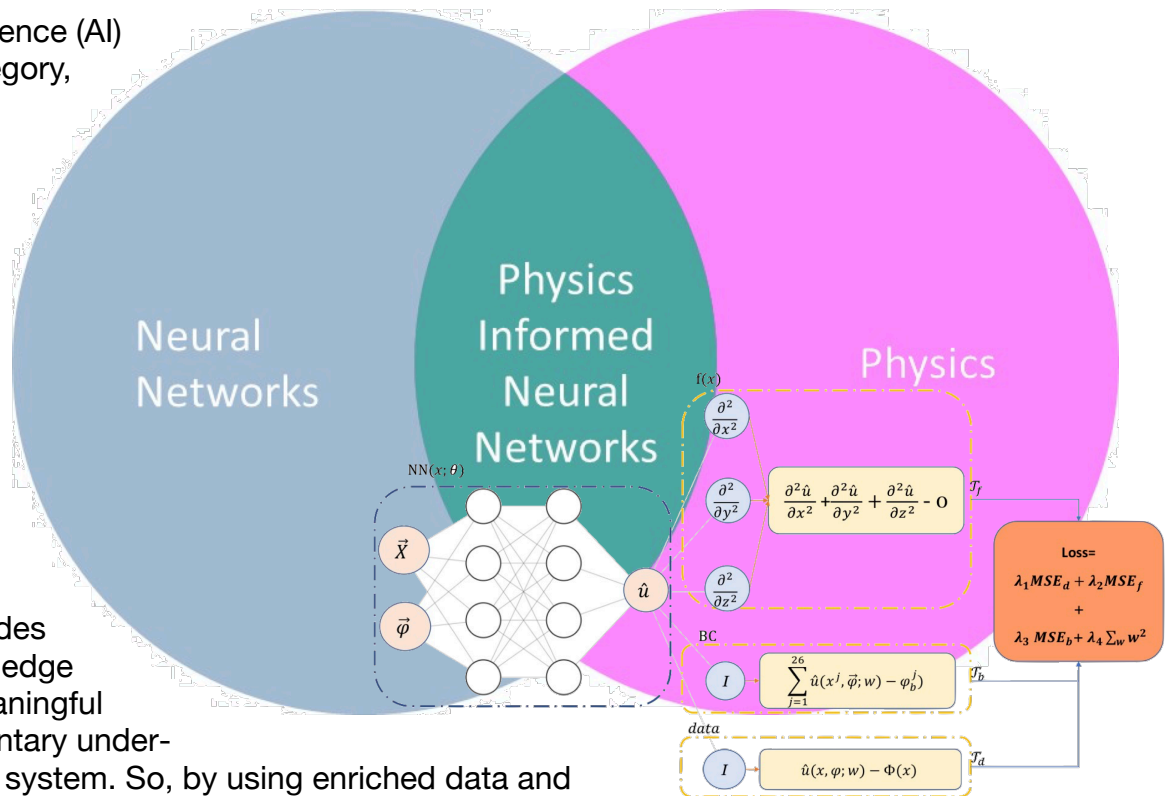 ence (AI)
egory,
Neural
Networks
Physics
Informed
Neural
Networks
Physics
f(x)
∂²/∂x²
∂²/∂y²
∂²/∂z²
∂²û/∂x² + ∂²û/∂y² + ∂²û/∂z² - O
𝒯_f
NN(x; θ)
X⃗
φ⃗
û
Loss=
λ₁MSE_d + λ₂MSE_f
+
λ₃ MSE_b + λ₄ ∑_w w²
BC
I
∑_{j=1}^{26} û(x^j, φ⃗; w) − φ_b^j)
𝒯_b
data
I
û(x, φ; w) − Φ(x)
𝒯_d
des
edge
aningful
ntary under-
system. So, by using enriched data and